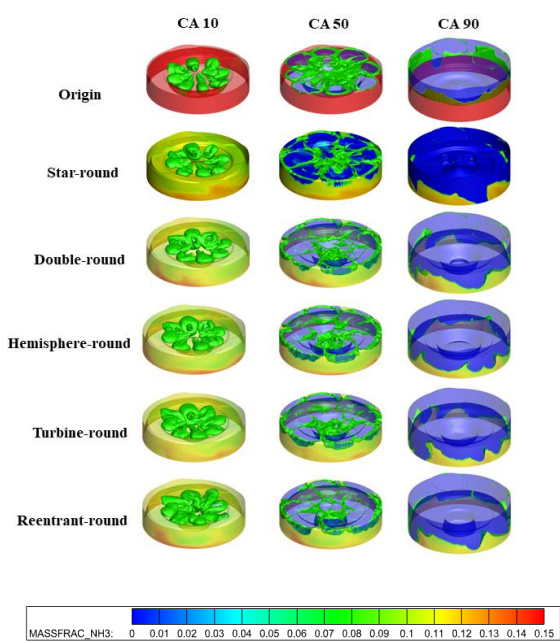 CA 10 CA 50 CA 90
Origin
Star-round
Double-round
Hemisphere-round
Turbine-round
Reentrant-round
MASSFRAC_NH3: 0 0.01 0.02 0.03 0.04 0.05 0.06 0.07 0.08 0.09 0.1 0.11 0.12 0.13 0.14 0.15